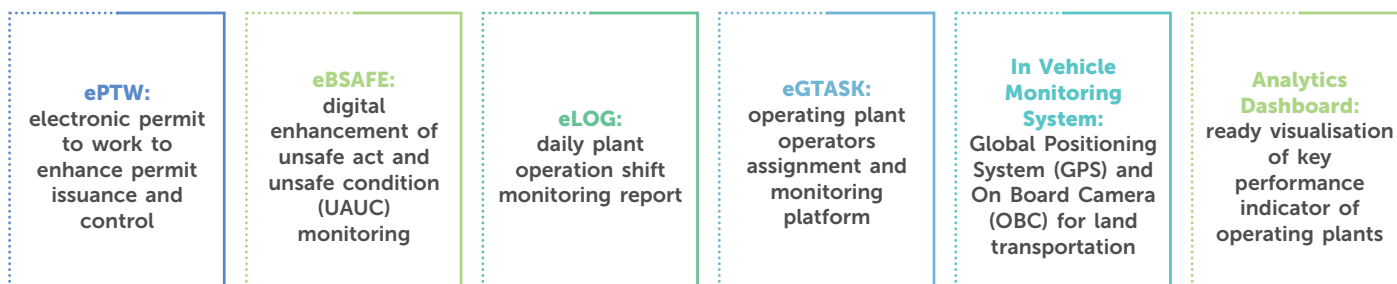 ePTW:
electronic permit
to work to
enhance permit
issuance and
control
eBSAFE:
digital
enhancement of
unsafe act and
unsafe condition
(UAUC)
monitoring
eLOG:
daily plant
operation shift
monitoring report
eGTASK:
operating plant
operators
assignment and
monitoring
platform
In Vehicle
Monitoring
System:
Global Positioning
System (GPS) and
On Board Camera
(OBC) for land
transportation
Analytics
Dashboard:
ready visualisation
of key
performance
indicator of
operating plants